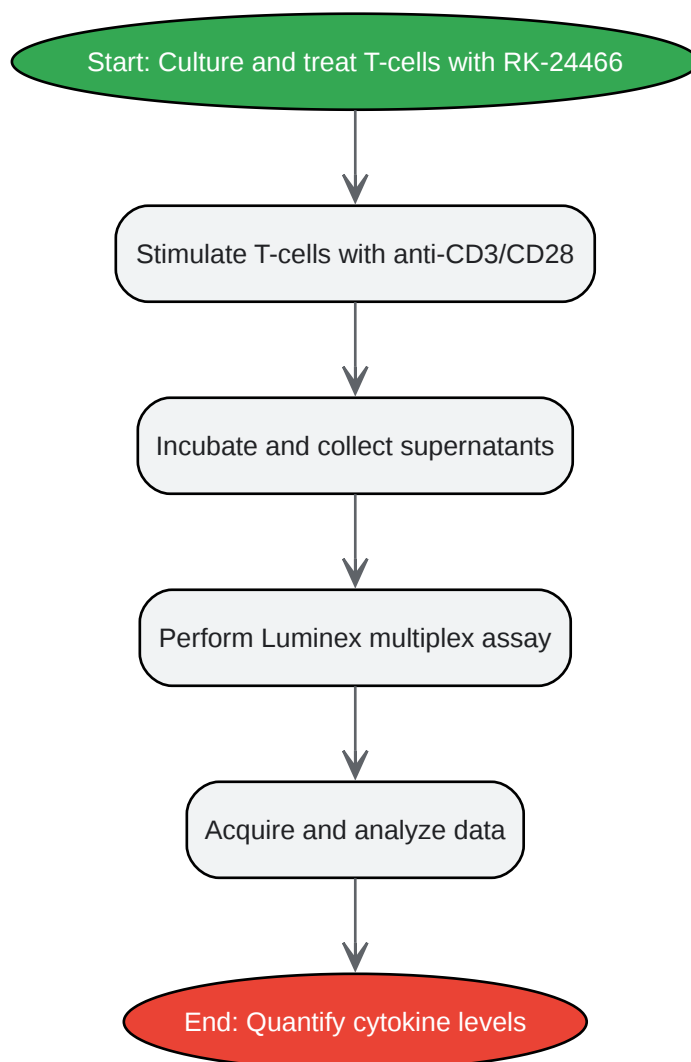 Start: Culture and treat T-cells with RK-24466
Stimulate T-cells with anti-CD3/CD28
Incubate and collect supernatants
Perform Luminex multiplex assay
Acquire and analyze data
End: Quantify cytokine levels